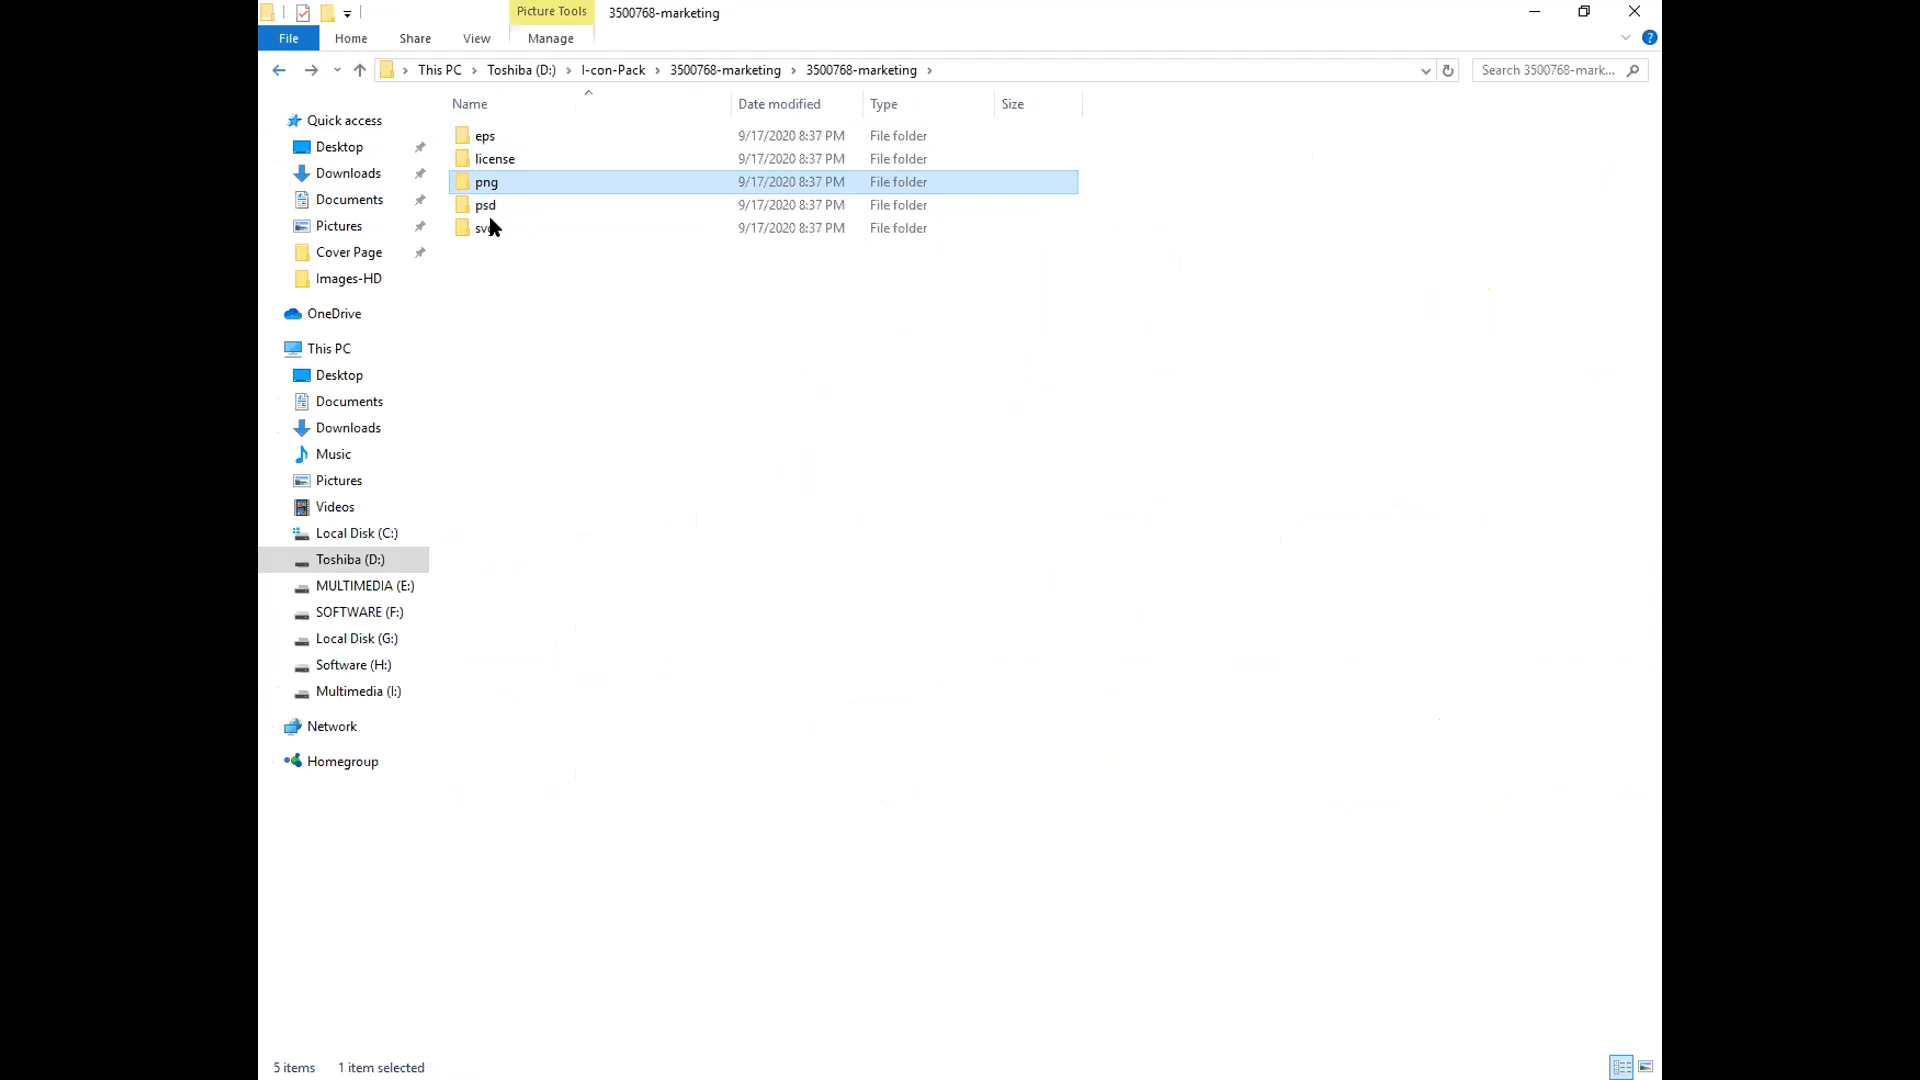 Picture Tools 3500768-marketing
File Home Share View Manage
This PC Toshiba (D:) I-con-Pack 3500768-marketing 3500768-marketing Search 3500768-mark...
Name Date modified Type Size
eps 9/17/2020 8:37 PM File folder
license 9/17/2020 8:37 PM File folder
png 9/17/2020 8:37 PM File folder
psd 9/17/2020 8:37 PM File folder
9/17/2020 8:37 PM File folder
Quick access
Desktop
Downloads
Documents
Pictures
Cover Page
Images-HD
OneDrive
This PC
Desktop
Documents
Downloads
Music
Pictures
Videos
Local Disk (C:)
Toshiba (D:)
MULTIMEDIA (E:)
SOFTWARE (F:)
Local Disk (G:)
Software (H:)
Multimedia (I:)
Network
Homegroup
5 items 1 item selected